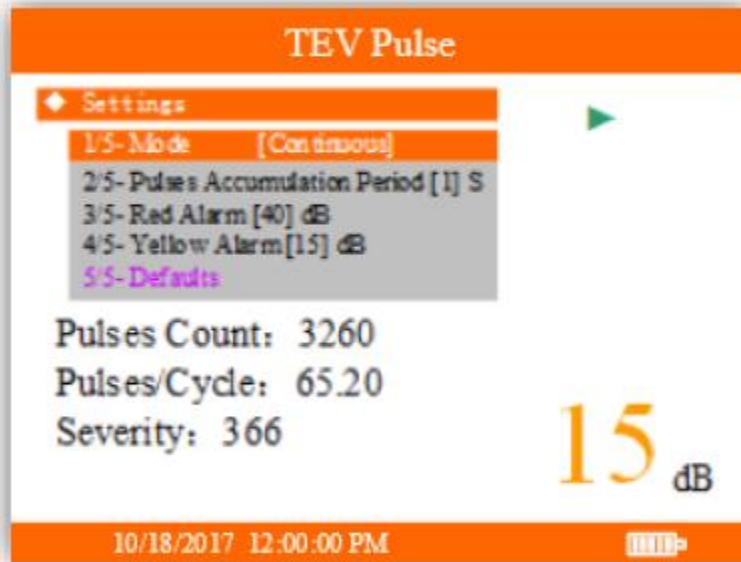 TEV Pulse
Settings
1/5- Mode [Continuous]
2/5- Pulses Accumulation Period [1] S
3/5- Red Alarm [40] dB
4/5- Yellow Alarm [15] dB
5/5- Defaults
Pulses Count: 3260
Pulses/Cycle: 65.20
Severity: 366
15 dB
10/18/2017 12:00:00 PM